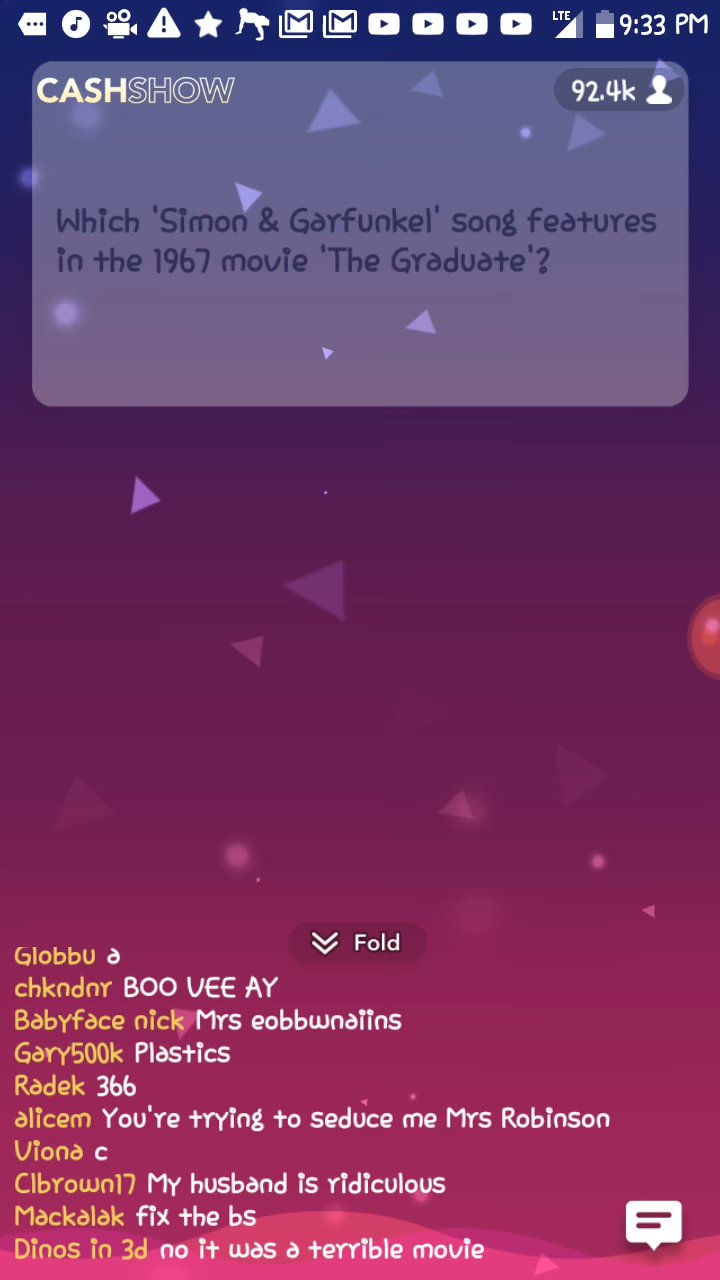 LTE 9:33 PM
CASHSHOW
92.4k
Which 'Simon & Garfunkel' song features
in the 1967 movie 'The Graduate'?
Fold
Globbu a
chkndnr BOO VEE AY
Babyface nick Mrs eobbwnaiins
Gary500k Plastics
Radek 366
alicem You're trying to seduce me Mrs Robinson
Viona c
Clbrown17 My husband is ridiculous
Mackalak fix the bs
Dinos in 3d no it was a terrible movie